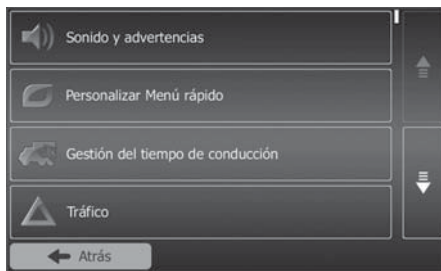 Sonido y advertencias
Personalizar Menú rápido
Gestión del tiempo de conducción
Tráfico
Atrás